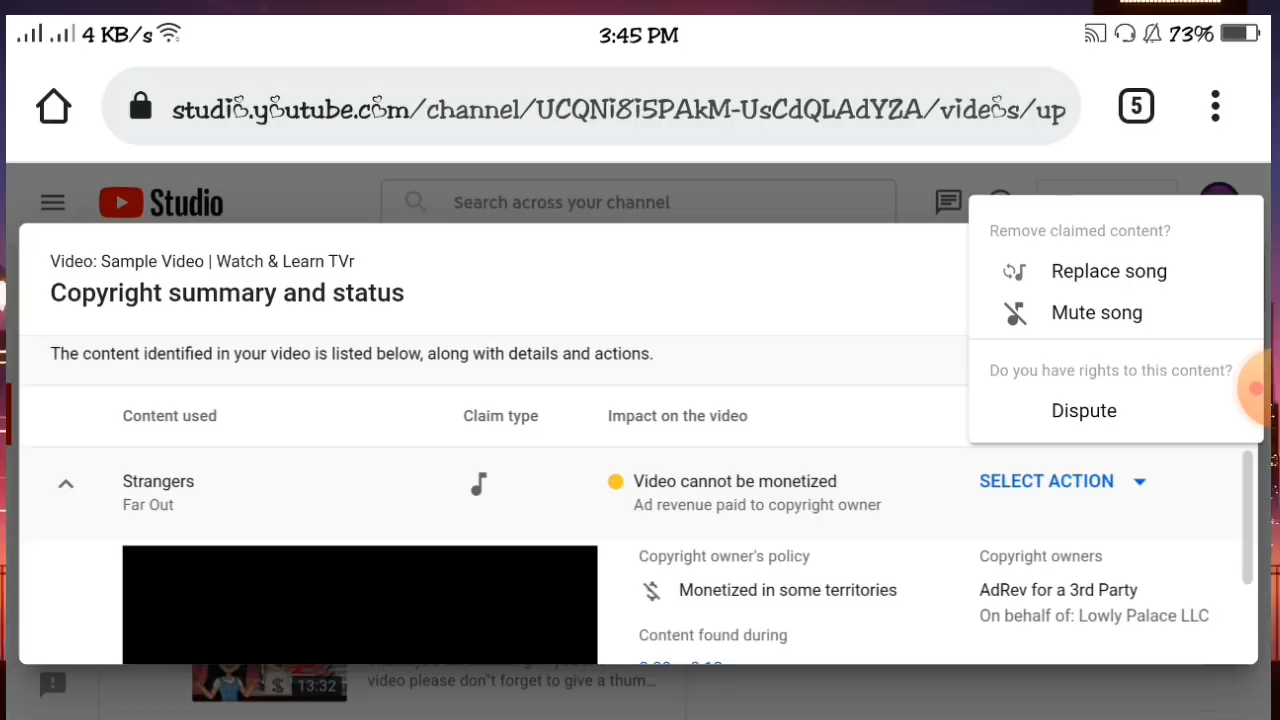 4 KB/s
3:45 PM
73%
studio.youtube.com/channel/UCQNi8i5PAkM-UsCdQLAdYZA/videos/up
5
Studio
Search across your channel
Video: Sample Video | Watch & Learn TVr
Copyright summary and status
The content identified in your video is listed below, along with details and actions.
Remove claimed content?
Replace song
Mute song
Do you have rights to this content?
Dispute
Content used
Claim type
Impact on the video
Strangers
Far Out
Video cannot be monetized
Ad revenue paid to copyright owner
SELECT ACTION
Copyright owner's policy
Monetized in some territories
Content found during
Copyright owners
AdRev for a 3rd Party
On behalf of: Lowly Palace LLC
$ 13:32
video please don"t forget to give a thum...